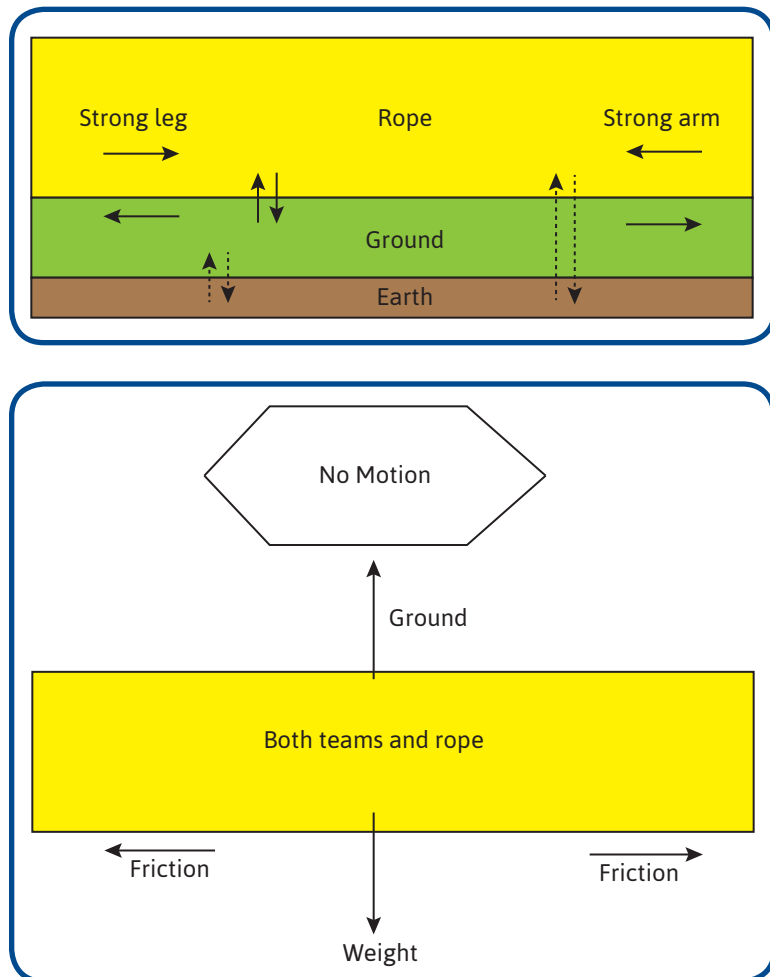 Strong leg Rope Strong arm
Ground
Earth
No Motion
Ground
Both teams and rope
Friction Friction
Weight